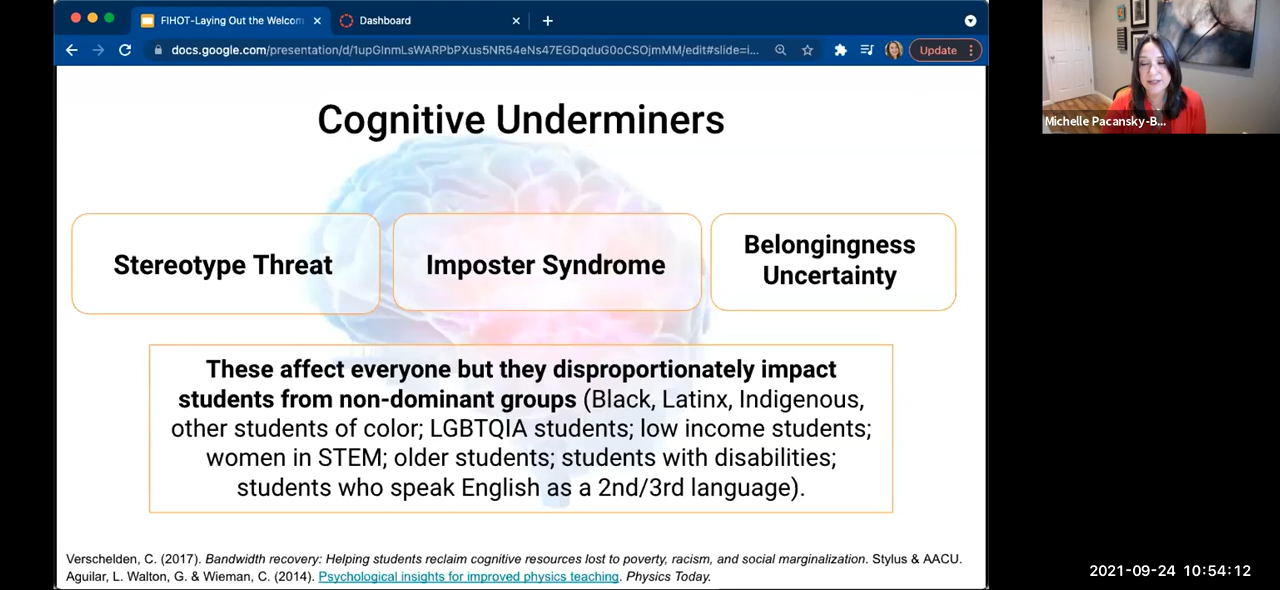 FIHOT-Laying Out the Welcom
Dashboard
docs.google.com/presentation/d/1upGlnmLsWARPbPXus5NR54eNs47EGDqduG0oCSOjmMM/edit#slide=i...
Update
Michelle Pacansky-B...
Cognitive Underminers
Stereotype Threat
Imposter Syndrome
Belongingness
Uncertainty
These affect everyone but they disproportionately impact
students from non-dominant groups (Black, Latinx, Indigenous,
other students of color; LGBTQIA students; low income students;
women in STEM; older students; students with disabilities;
students who speak English as a 2nd/3rd language).
Verschelden, C. (2017). Bandwidth recovery: Helping students reclaim cognitive resources lost to poverty, racism, and social marginalization. Stylus & AACU.
Aguilar, L. Walton, G. & Wieman, C. (2014). Psychological insights for improved physics teaching. Physics Today.
2021-09-24 10:54:12